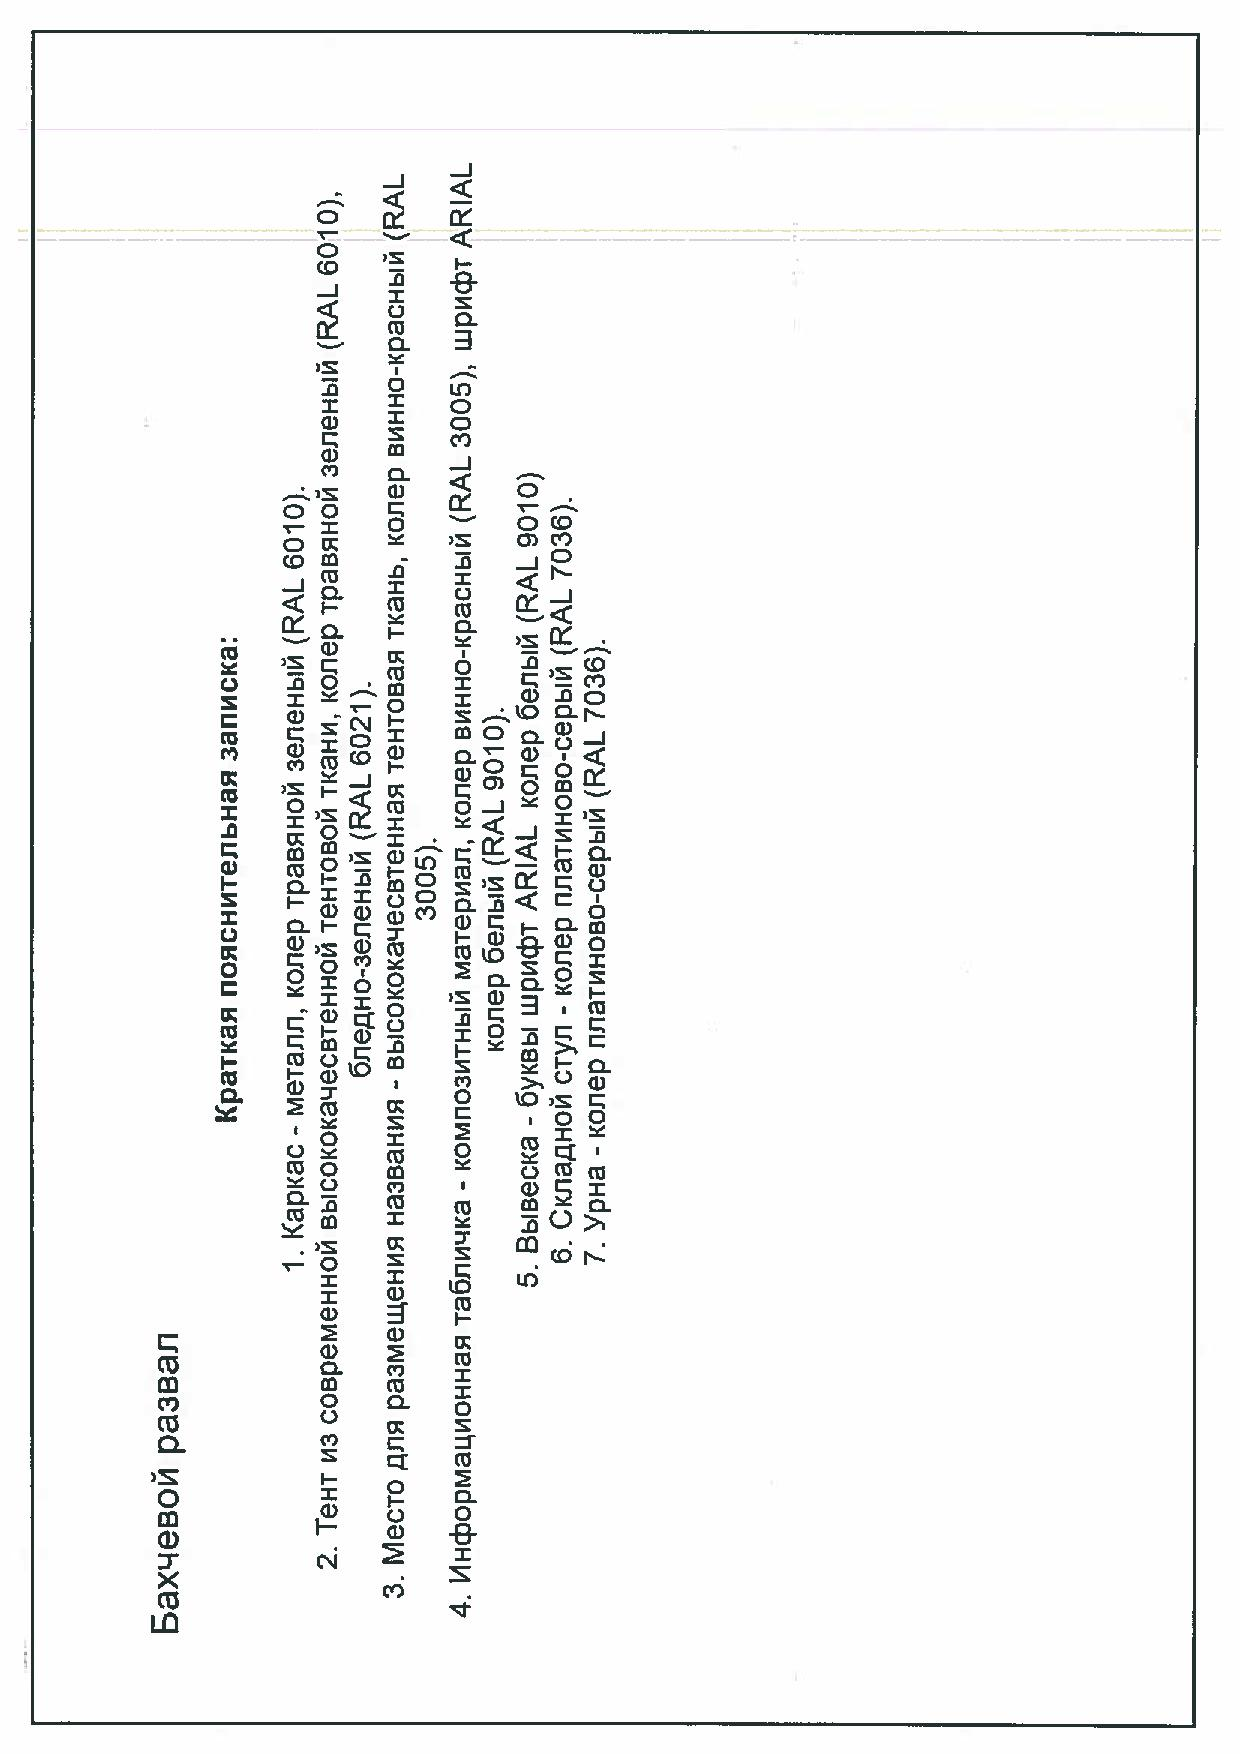 Бахчевой развал
Краткая пояснительная записка:
1. Каркас - металл, колер травяной зеленый (RAL 6010).
2. Тент из современной высококачесвтенной тентовой ткани, колер травяной зеленый (RAL 6010),
бледно-зеленый (RAL 6021).
3. Место для размещения названия - высококачесвтенная тентовая ткань, колер винно-красный (RAL
3005).
4. Информационная табличка - композитный материал, колер винно-красный (RAL 3005), шрифт ARIAL
колер белый (RAL 9010).
5. Вывеска - буквы шрифт ARIAL колер белый (RAL 9010)
6. Складной стул - колер платиново-серый (RAL 7036).
7. Урна - колер платиново-серый (RAL 7036).